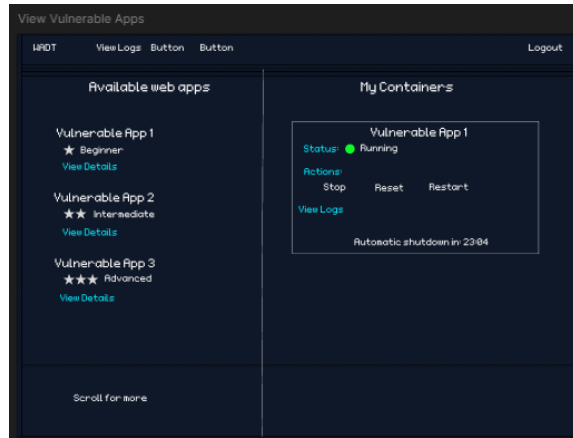 View Vulnerable Apps
WADT View Logs Button Button Logout
Available web apps
Vulnerable App 1
Beginner
View Details
Vulnerable App 2
Intermediate
View Details
Vulnerable App 3
Advanced
View Details
Scroll for more
My Containers
Vulnerable App 1
Status: Running
Actions:
Stop Reset Restart
View Logs
Automatic shutdown in: 23:04